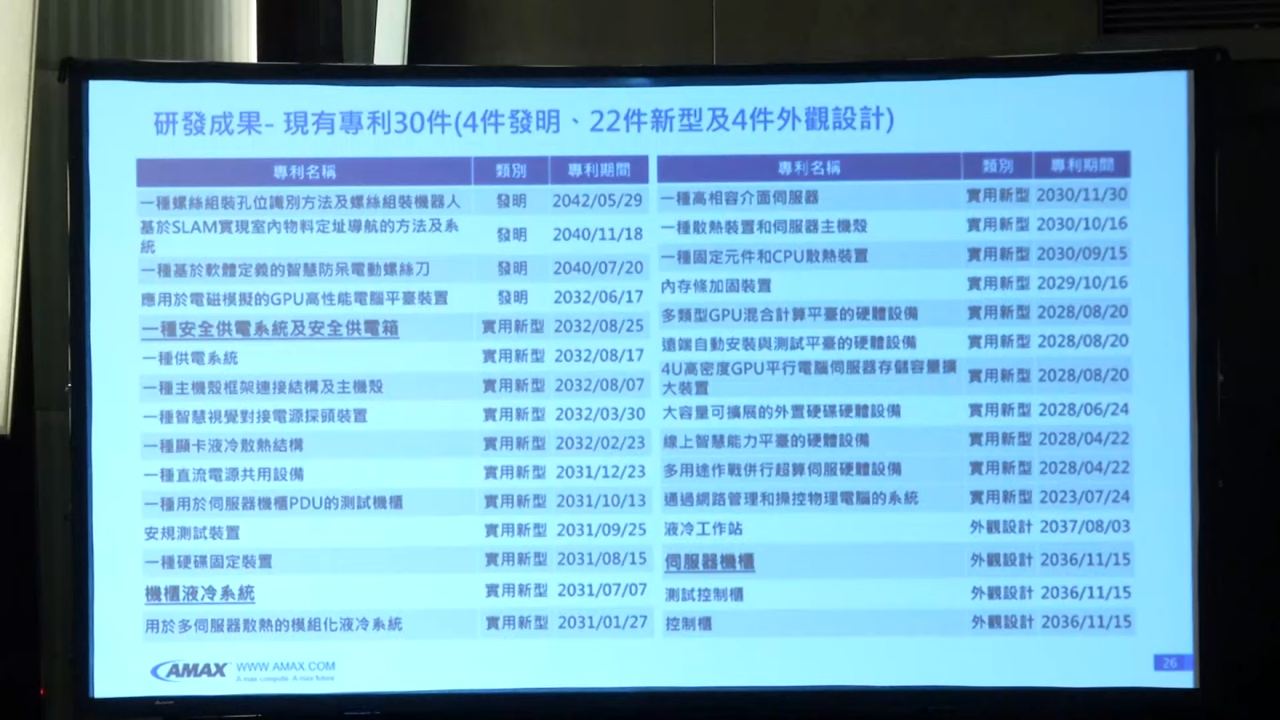 研發成果- 現有專利30件(4件發明、22件新型及4件外觀設計)
專利名稱 類別 專利期間
一種螺絲組裝孔位識別方法及螺絲組裝機器人 發明 2042/05/29
基於SLAM實現室內物料定址導航的方法及系
統 發明 2040/11/18
一種基於軟體定義的智慧防呆電動螺絲刀 發明 2040/07/20
應用於電磁模擬的GPU高性能電腦平臺裝置 發明 2032/06/17
一種安全供電系統及安全供電箱 實用新型 2032/08/25
一種供電系統 實用新型 2032/08/17
一種主機殼框架連接結構及主機殼 實用新型 2032/08/07
一種智慧視覺對接電源探頭裝置 實用新型 2032/03/30
一種顯卡液冷散熱結構 實用新型 2032/02/23
一種直流電源共用設備 實用新型 2031/12/23
一種用於伺服器機櫃PDU的測試機櫃 實用新型 2031/10/13
安規測試裝置 實用新型 2031/09/25
一種硬碟固定裝置 實用新型 2031/08/15
機櫃液冷系統 實用新型 2031/07/07
用於多伺服器散熱的模組化液冷系統 實用新型 2031/01/27
專利名稱 類別 專利期間
一種高相容介面伺服器 實用新型 2030/11/30
一種散熱裝置和伺服器主機殼 實用新型 2030/10/16
一種固定元件和CPU散熱裝置 實用新型 2030/09/15
內存條加固裝置 實用新型 2029/10/16
多類型GPU混合計算平臺的硬體設備 實用新型 2028/08/20
遠端自動安裝與測試平臺的硬體設備 實用新型 2028/08/20
4U高密度GPU平行電腦伺服器存儲容量擴
大裝置 實用新型 2028/08/20
大容量可擴展的外置硬碟硬體設備 實用新型 2028/06/24
線上智慧能力平臺的硬體設備 實用新型 2028/04/22
多用途作戰併行超算伺服硬體設備 實用新型 2028/04/22
通過網路管理和操控物理電腦的系統 實用新型 2023/07/24
液冷工作站 外觀設計 2037/08/03
伺服器機櫃 外觀設計 2036/11/15
測試控制櫃 外觀設計 2036/11/15
控制櫃 外觀設計 2036/11/15
AMAX WWW.AMAX.COM
A max compute. A max future.
26